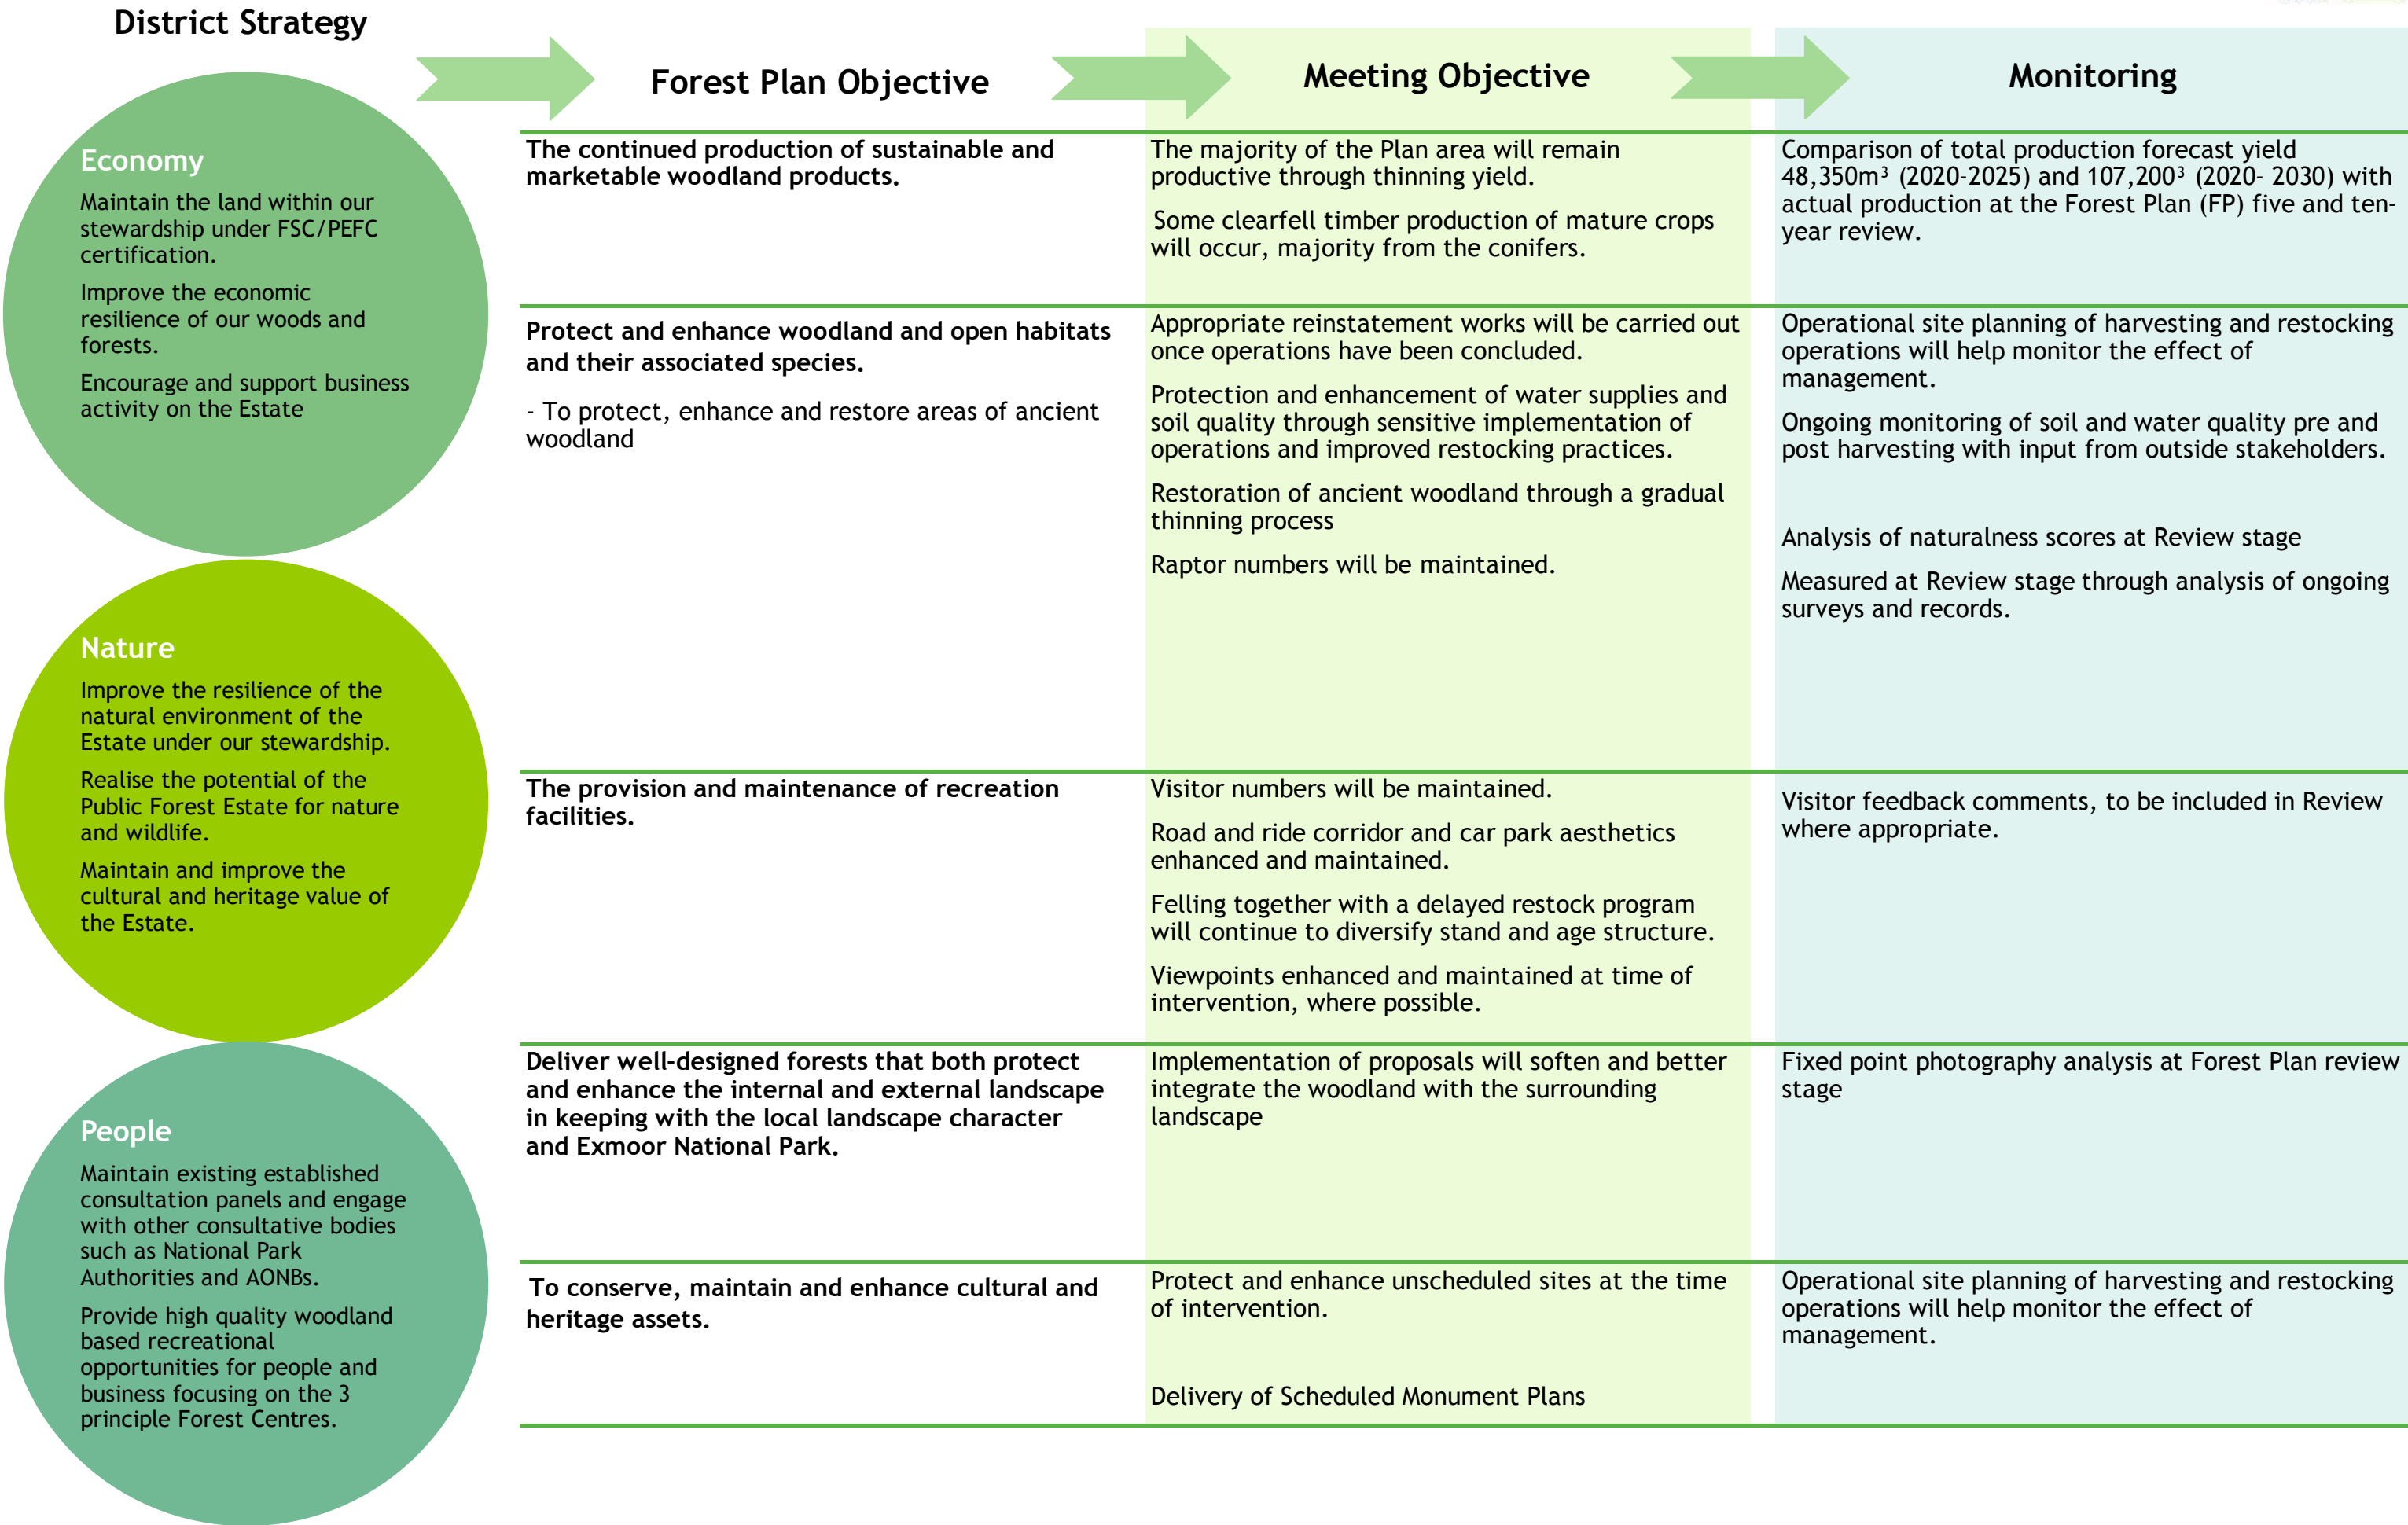 District Strategy
Forest Plan Objective
Meeting Objective
Monitoring
Economy
Maintain the land within our
stewardship under FSC/PEFC
certification.
Improve the economic
resilience of our woods and
forests.
Encourage and support business
activity on the Estate
Nature
Improve the resilience of the
natural environment of the
Estate under our stewardship.
Realise the potential of the
Public Forest Estate for nature
and wildlife.
Maintain and improve the
cultural and heritage value of
the Estate.
People
Maintain existing established
consultation panels and engage
with other consultative bodies
such as National Park
Authorities and AONBs.
Provide high quality woodland
based recreational
opportunities for people and
business focusing on the 3
principle Forest Centres.
The continued production of sustainable and
marketable woodland products.
The majority of the Plan area will remain
productive through thinning yield.
Some clearfell timber production of mature crops
will occur, majority from the conifers.
Comparison of total production forecast yield
48,350m³ (2020-2025) and 107,200³ (2020- 2030) with
actual production at the Forest Plan (FP) five and ten-
year review.
Protect and enhance woodland and open habitats
and their associated species.
- To protect, enhance and restore areas of ancient
woodland
Appropriate reinstatement works will be carried out
once operations have been concluded.
Protection and enhancement of water supplies and
soil quality through sensitive implementation of
operations and improved restocking practices.
Restoration of ancient woodland through a gradual
thinning process
Raptor numbers will be maintained.
Operational site planning of harvesting and restocking
operations will help monitor the effect of
management.
Ongoing monitoring of soil and water quality pre and
post harvesting with input from outside stakeholders.
Analysis of naturalness scores at Review stage
Measured at Review stage through analysis of ongoing
surveys and records.
The provision and maintenance of recreation
facilities.
Visitor numbers will be maintained.
Road and ride corridor and car park aesthetics
enhanced and maintained.
Felling together with a delayed restock program
will continue to diversify stand and age structure.
Viewpoints enhanced and maintained at time of
intervention, where possible.
Visitor feedback comments, to be included in Review
where appropriate.
Deliver well-designed forests that both protect
and enhance the internal and external landscape
in keeping with the local landscape character
and Exmoor National Park.
Implementation of proposals will soften and better
integrate the woodland with the surrounding
landscape
Fixed point photography analysis at Forest Plan review
stage
To conserve, maintain and enhance cultural and
heritage assets.
Protect and enhance unscheduled sites at the time
of intervention.
Delivery of Scheduled Monument Plans
Operational site planning of harvesting and restocking
operations will help monitor the effect of
management.